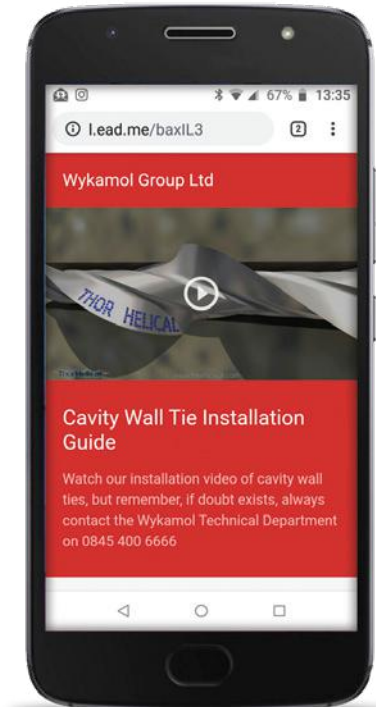 67% 13:35
l.ead.me/baxIL3 2
Wykamol Group Ltd
THOR HELICAL
Cavity Wall Tie Installation
Guide
Watch our installation video of cavity wall
ties, but remember, if doubt exists, always
contact the Wykamol Technical Department
on 0845 400 6666